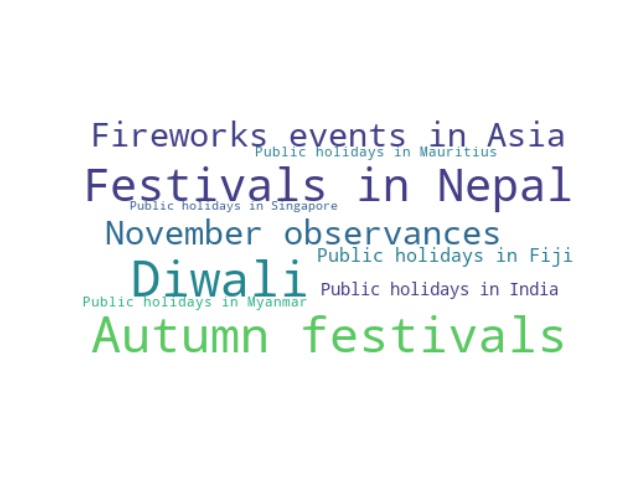 Fireworks events in Asia
Public holidays in Mauritius
Festivals in Nepal
Public holidays in Singapore
November observances
Public holidays in Fiji
Diwali
Public holidays in India
Public holidays in Myanmar
Autumn festivals